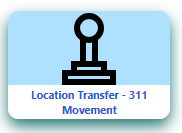 Location Transfer - 311
Movement